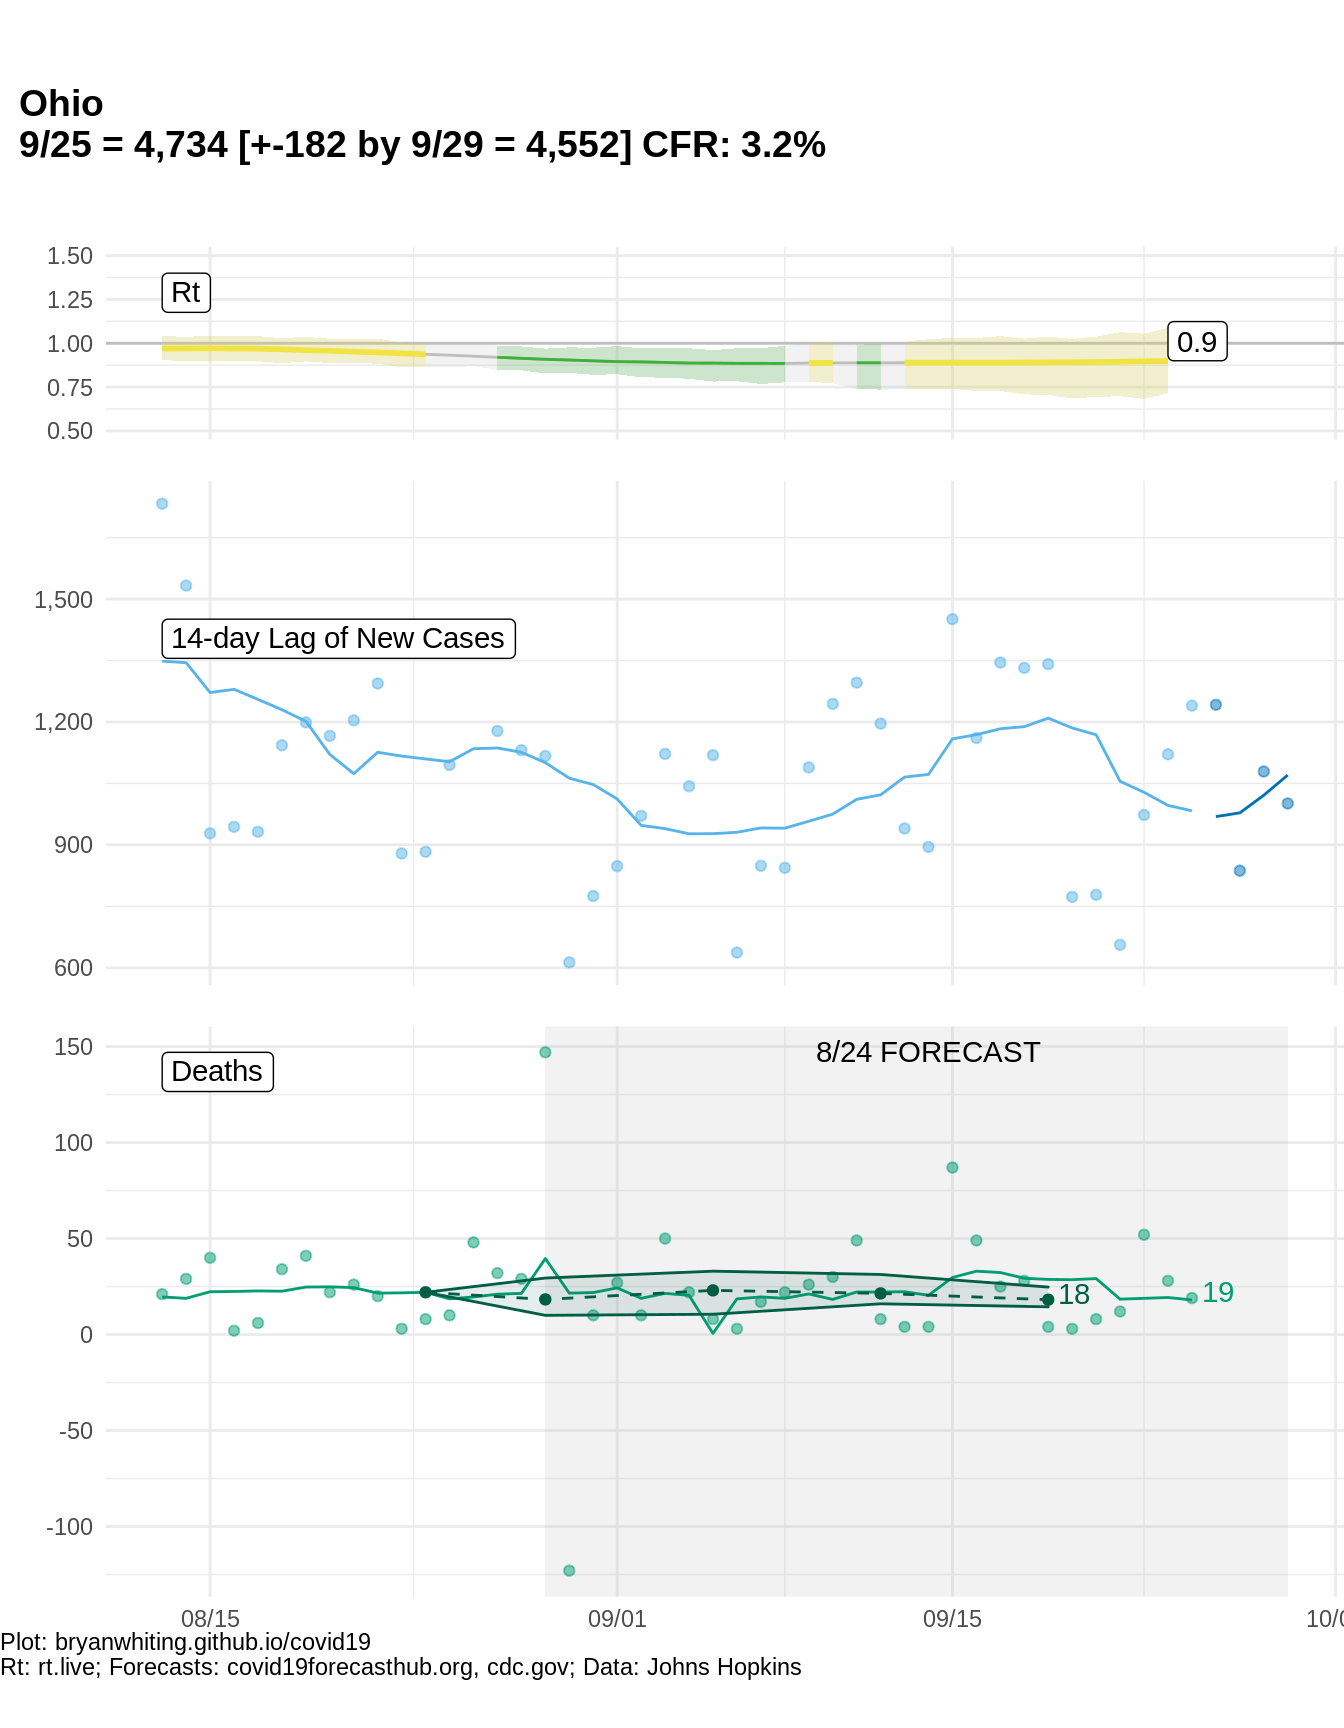 Ohio
9/25 = 4,734 [+-182 by 9/29 = 4,552] CFR: 3.2%
1.50
1.25
1.00
0.75
0.50
Rt
0.9
1,500
1,200
900
600
14-day Lag of New Cases
150
100
50
0
-50
-100
Deaths
8/24 FORECAST
18
19
08/15
09/01
09/15
10/0
Plot: bryanwhiting.github.io/covid19
Rt: rt.live; Forecasts: covid19forecasthub.org, cdc.gov; Data: Johns Hopkins